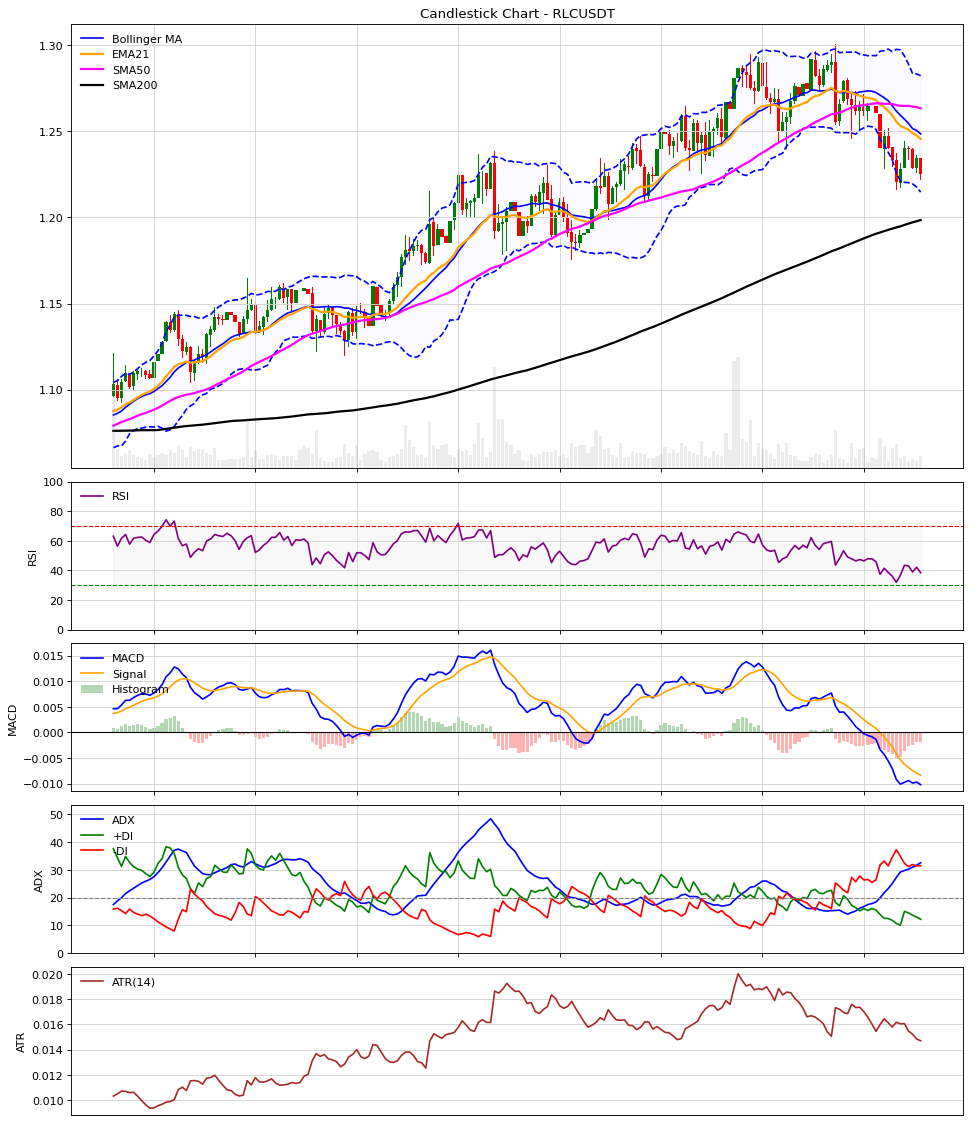 Candlestick Chart - RLCUSDT
Bollinger MA
EMA21
SMA50
SMA200
1.30
1.25
1.20
1.15
1.10
RSI
RSI
100
80
60
40
20
0
MACD
Signal
Histogram
MACD
0.015
0.010
0.005
0.000
−0.005
−0.010
ADX
+DI
-DI
ADX
50
40
30
20
10
0
ATR(14)
ATR
0.020
0.018
0.016
0.014
0.012
0.010